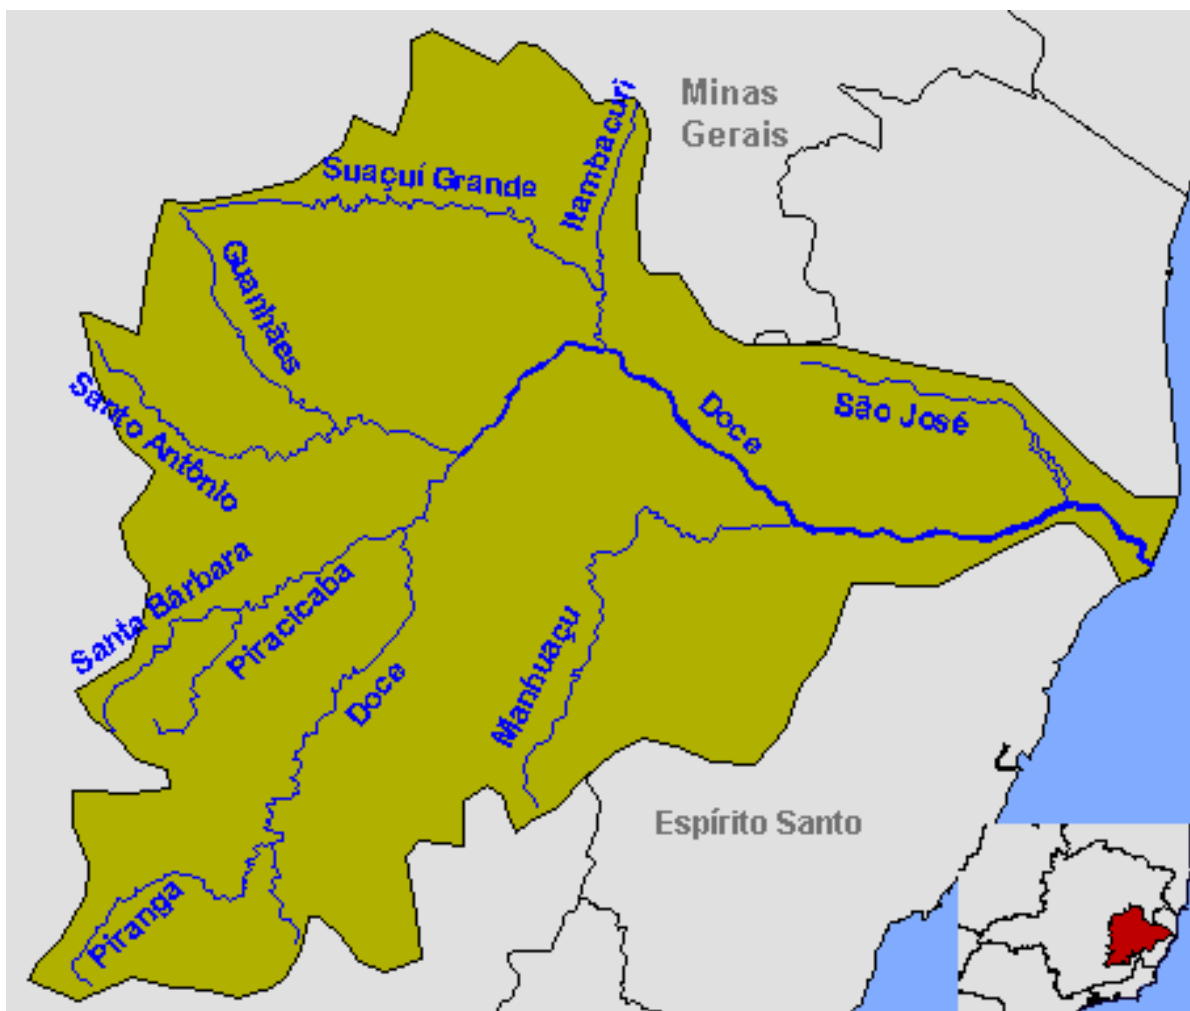 Minas
Gerais
Itambacuri
Suaçuí Grande
Guanhães
Santo Antônio
Doce
São José
Santa Bárbara
Piracicaba
Doce
Manhuaçu
Espírito Santo
Piranga